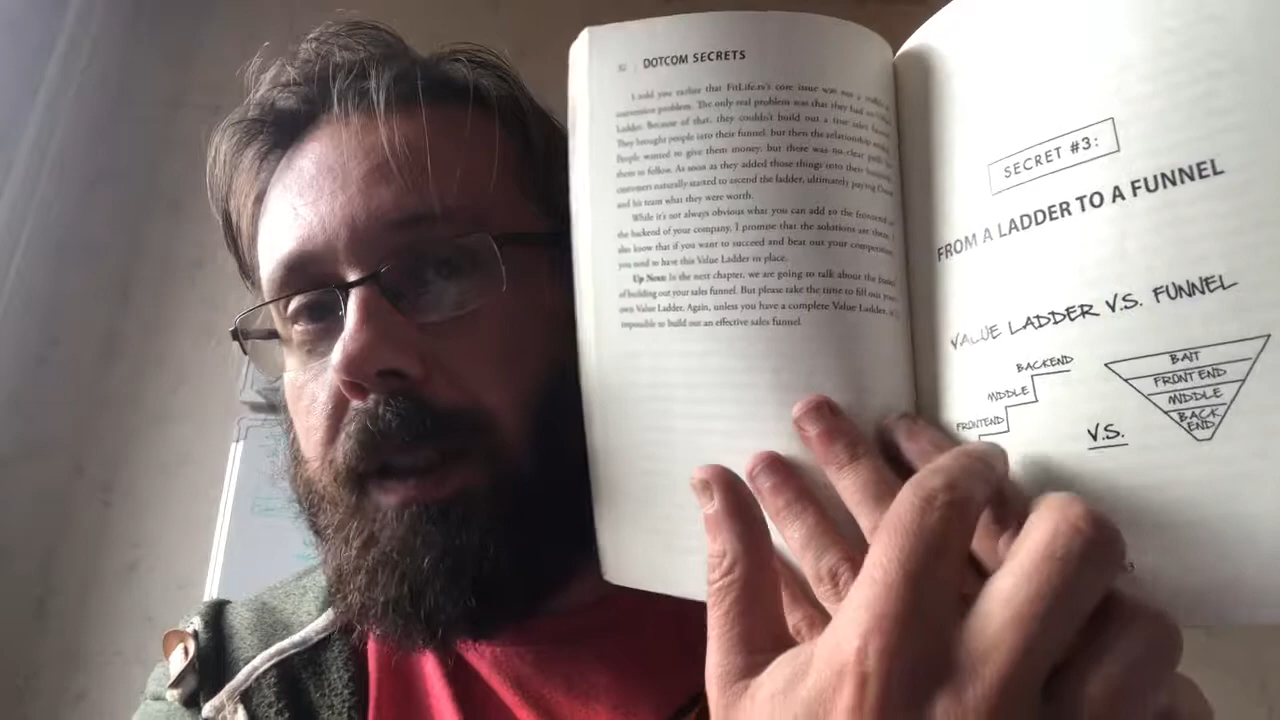 DOTCOM SECRETS
I told you earlier that FitLife.tv's core issue was not a
conversion problem. The only real problem was that they had
Ladder. Because of that, they couldn't build out a true sales
They brought people into their funnel, but then the relationship
People wanted to give them money, but there was no clear path
them to follow. As soon as they added those things into their
customers naturally started to ascend the ladder, ultimately paying
and his team what they were worth.
While it's not always obvious what you can add to the frontend
the backend of your company, I promise that the solutions are there. I
also know that if you want to succeed and beat out your competitors
you need to have this Value Ladder in place.
Up Next: In the next chapter, we are going to talk about the
of building out your sales funnel. But please take the time to fill out your
own Value Ladder. Again, unless you have a complete Value Ladder,
impossible to build out an effective sales funnel.
SECRET #3:
FROM A LADDER TO A FUNNEL
VALUE LADDER V.S. FUNNEL
BACKEND
MIDDLE
FRONTEND
V.S.
BAIT
FRONTEND
MIDDLE
BACK
END